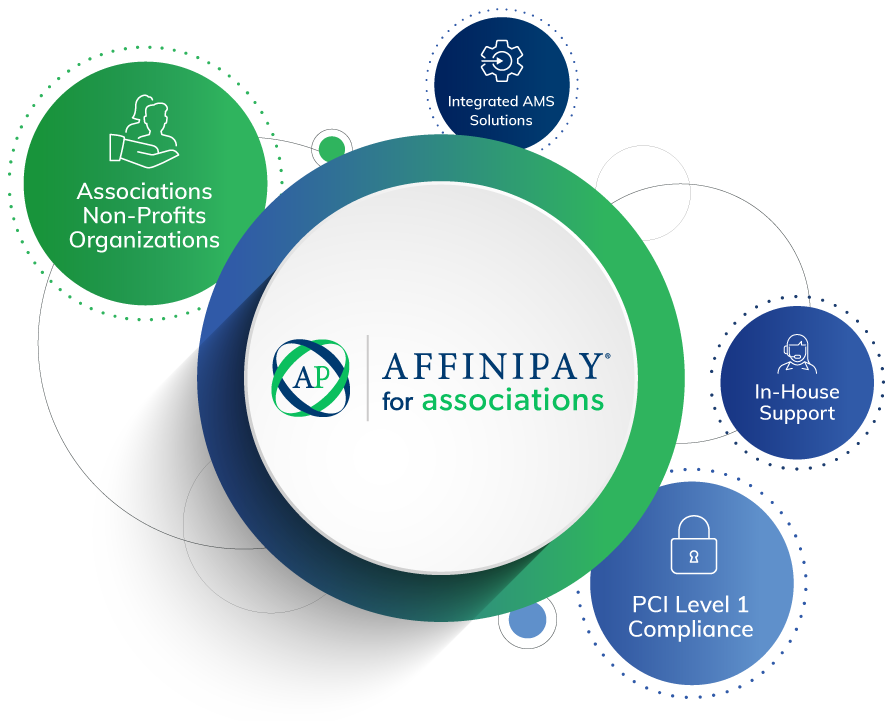 Integrated AMS
Solutions
Associations
Non-Profits
Organizations
AP
AFFINIPAY®
for associations
In-House
Support
PCI Level 1
Compliance